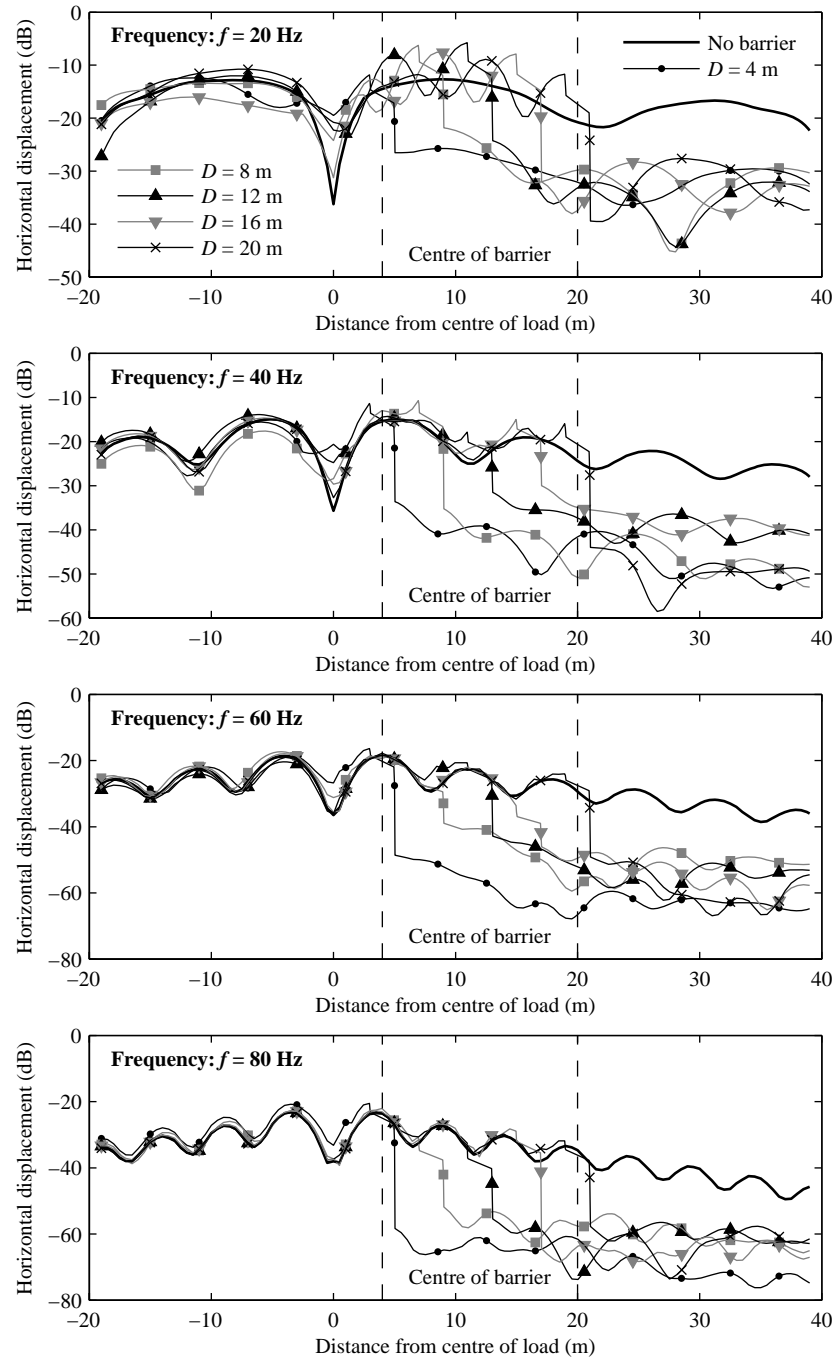 Frequency: f = 20 Hz
No barrier
D = 4 m
D = 8 m
D = 12 m
D = 16 m
D = 20 m
Centre of barrier
0
−10
−20
−30
−40
−50
Horizontal displacement (dB)
−20
−10
0
10
20
30
40
Distance from centre of load (m)
Frequency: f = 40 Hz
Centre of barrier
0
−10
−20
−30
−40
−50
−60
Horizontal displacement (dB)
−20
−10
0
10
20
30
40
Distance from centre of load (m)
Frequency: f = 60 Hz
Centre of barrier
0
−20
−40
−60
−80
Horizontal displacement (dB)
−20
−10
0
10
20
30
40
Distance from centre of load (m)
Frequency: f = 80 Hz
Centre of barrier
0
−20
−40
−60
−80
Horizontal displacement (dB)
−20
−10
0
10
20
30
40
Distance from centre of load (m)